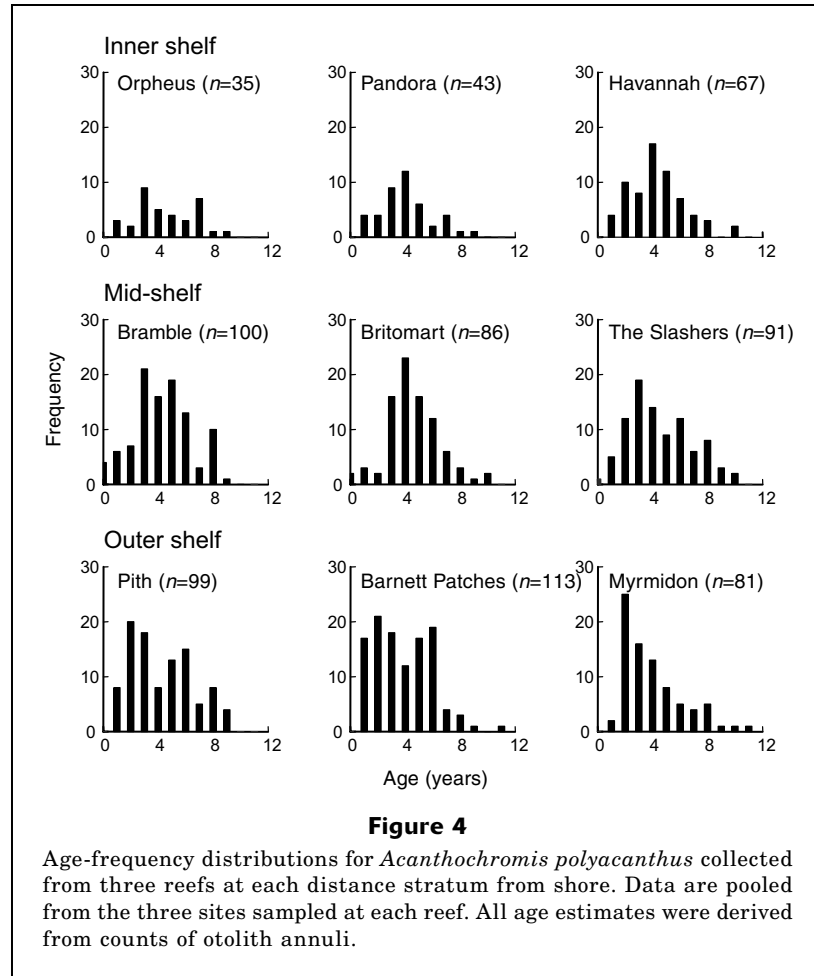 Inner shelf
Orpheus (n=35) Pandora (n=43) Havannah (n=67)
30 30 30
20 20 20
10 10 10
0 0 0
0 4 8 12 0 4 8 12 0 4 8 12
Mid-shelf
Bramble (n=100) Britomart (n=86) The Slashers (n=91)
30 30 30
20 20 20
Frequency
10 10 10
0 0 0
0 4 8 12 0 4 8 12 0 4 8 12
Outer shelf
Pith (n=99) Barnett Patches (n=113) Myrmidon (n=81)
30 30 30
20 20 20
10 10 10
0 0 0
0 4 8 12 0 4 8 12 0 4 8 12
Age (years)
Figure 4
Age-frequency distributions for Acanthochromis polyacanthus collected
from three reefs at each distance stratum from shore. Data are pooled
from the three sites sampled at each reef. All age estimates were derived
from counts of otolith annuli.